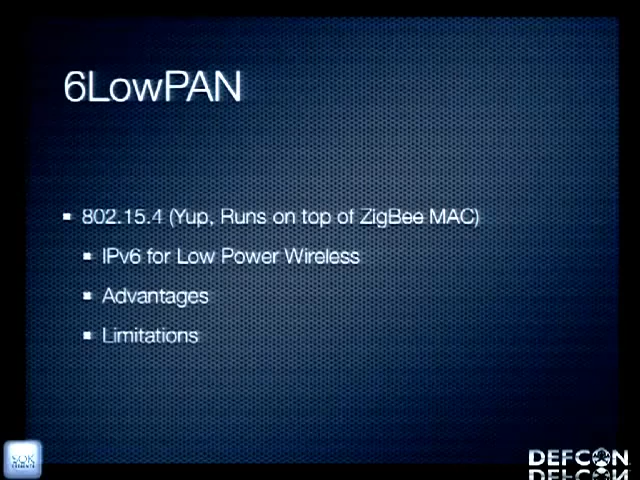 6LowPAN
802.15.4 (Yup, Runs on top of ZigBee MAC)
IPv6 for Low Power Wireless
Advantages
Limitations
DEFCON